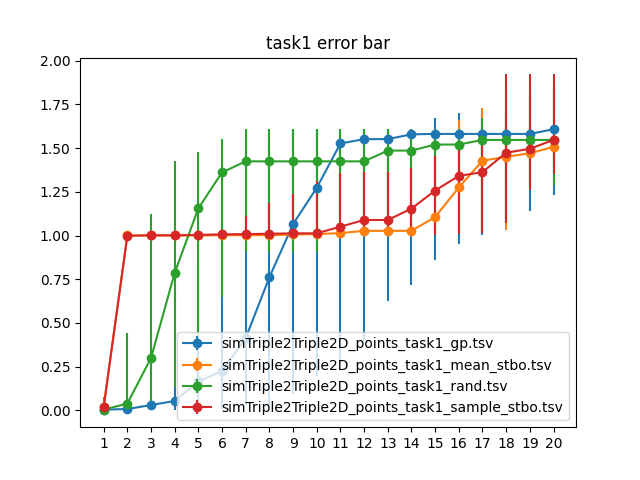 task1 error bar
2.00
1.75
1.50
1.25
1.00
0.75
0.50
0.25
0.00
simTriple2Triple2D_points_task1_gp.tsv
simTriple2Triple2D_points_task1_mean_stbo.tsv
simTriple2Triple2D_points_task1_rand.tsv
simTriple2Triple2D_points_task1_sample_stbo.tsv
1 2 3 4 5 6 7 8 9 10 11 12 13 14 15 16 17 18 19 20